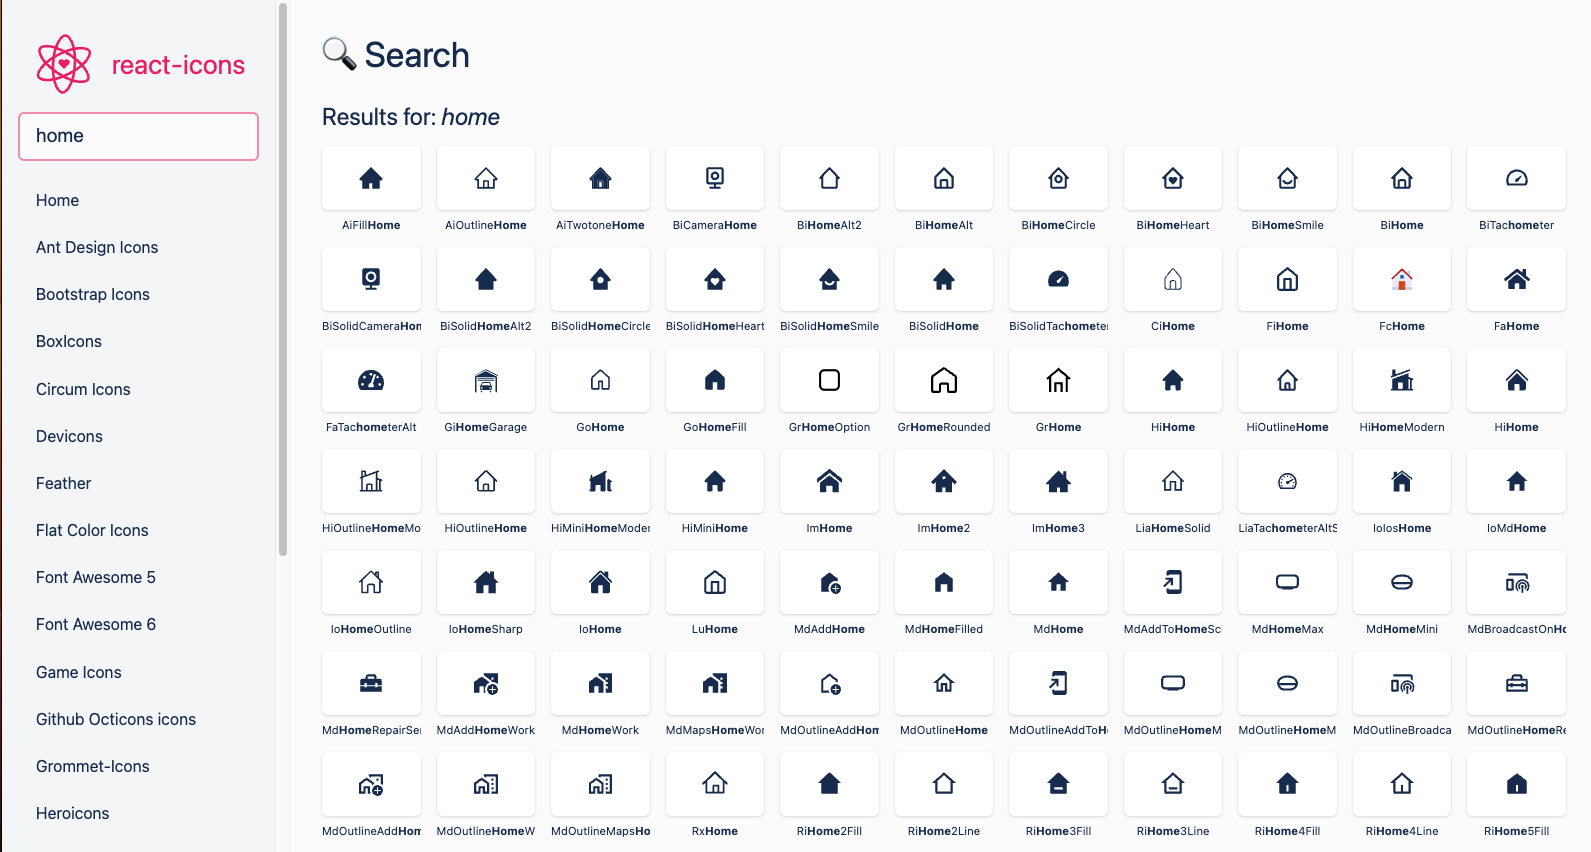 react-icons
home
Home
Ant Design Icons
Bootstrap Icons
BoxIcons
Circum Icons
Devicons
Feather
Flat Color Icons
Font Awesome 5
Font Awesome 6
Game Icons
Github Octicons icons
Grommet-Icons
Heroicons
Search
Results for: home
AiFillHome AiOutlineHome AiTwotoneHome BiCameraHome BiHomeAlt2 BiHomeAlt BiHomeCircle BiHomeHeart BiHomeSmile BiHome BiTachometer
BiSolidCameraHom BiSolidHomeAlt2 BiSolidHomeCircle BiSolidHomeHeart BiSolidHomeSmile BiSolidHome BiSolidTachometer CiHome FiHome FcHome FaHome
FaTachometerAlt GiHomeGarage GoHome GoHomeFill GrHomeOption GrHomeRounded GrHome HiHome HiOutlineHome HiHomeModern HiHome
HiOutlineHomeMo HiOutlineHome HiMiniHomeModer HiMiniHome ImHome ImHome2 ImHome3 LiaHomeSolid LiaTachometerAltS IoIosHome IoMdHome
IoHomeOutline IoHomeSharp IoHome LuHome MdAddHome MdHomeFilled MdHome MdAddToHomeSc MdHomeMax MdHomeMini MdBroadcastOnHo
MdHomeRepairSer MdAddHomeWork MdHomeWork MdMapsHomeWor MdOutlineAddHom MdOutlineHome MdOutlineAddToH MdOutlineHomeM MdOutlineHomeM MdOutlineBroadca MdOutlineHomeRe
MdOutlineAddHom MdOutlineHomeW MdOutlineMapsHo RxHome RiHome2Fill RiHome2Line RiHome3Fill RiHome3Line RiHome4Fill RiHome4Line RiHome5Fill